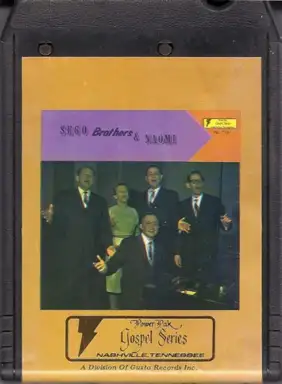 SEGO Brothers & NAOMI
Power Pak
Gospel Series
NASHVILLE, TENNESSEE
A Division Of Gusto Records Inc.